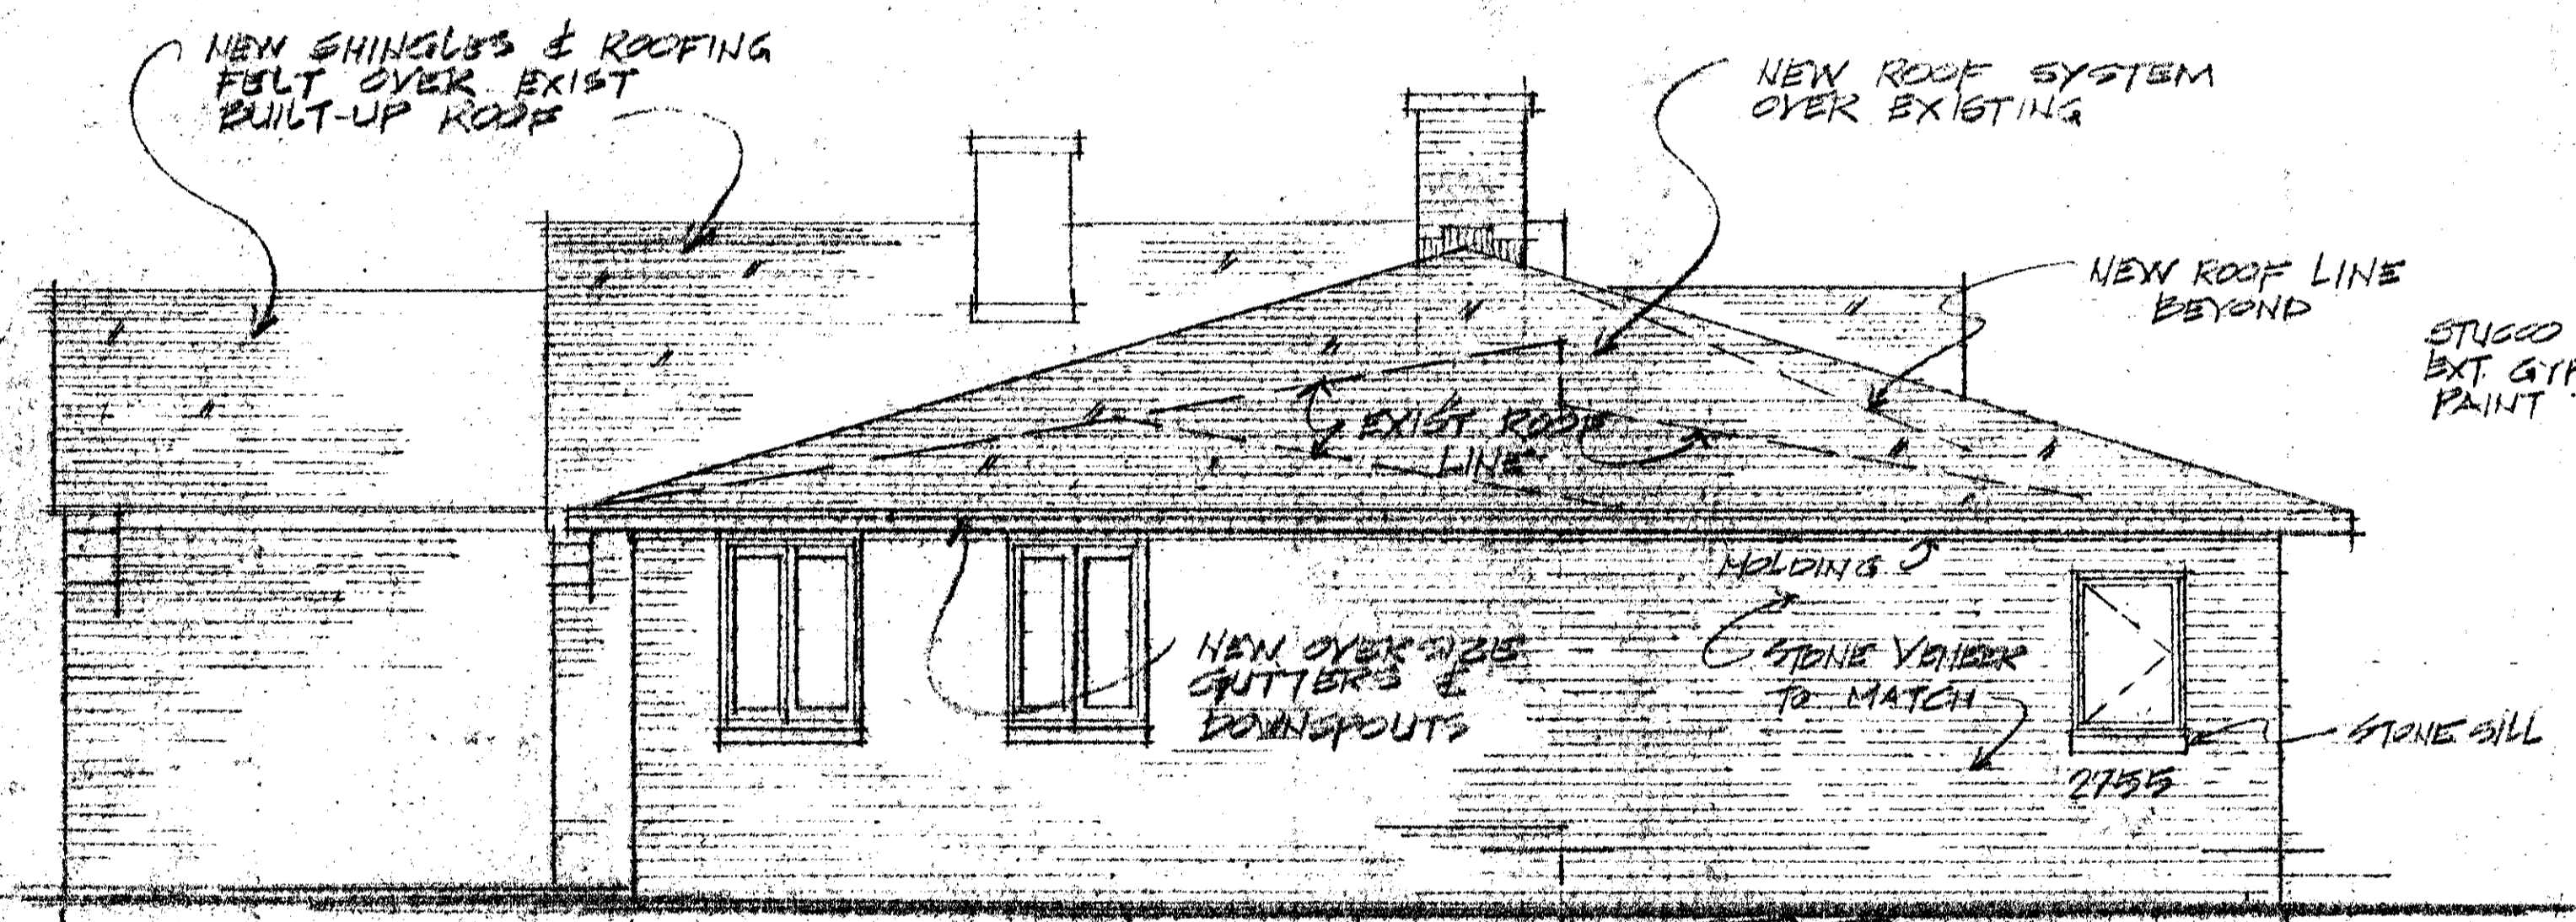 NEW SHINGLES & ROOFING
FELT OVER EXIST
BUILT-UP ROOF
NEW ROOF SYSTEM
OVER EXISTING
NEW ROOF LINE
BEYOND
STUCCO
EXT. GYP
PAINT
EXIST ROOF
LINE
MOLDING
NEW OVERSIZE
GUTTERS &
DOWNSPOUTS
STONE VENEER
TO MATCH
STONE SILL
2755